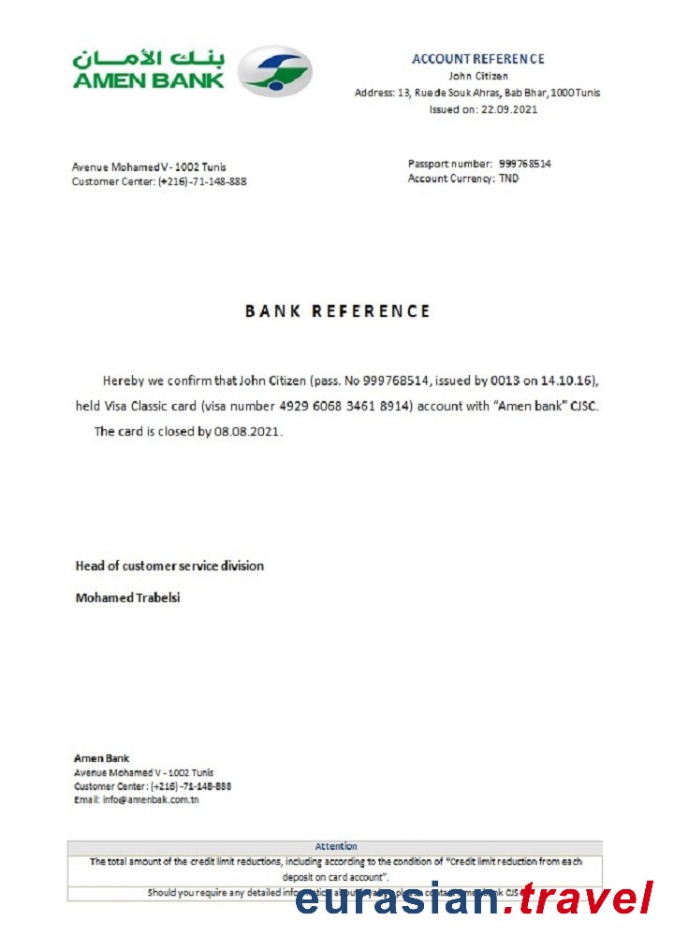 بنك الأمان
AMEN BANK
ACCOUNT REFERENCE
John Citizen
Address: 13, Rue de Souk Ahras, Bab Bhar, 1000 Tunis
Issued on: 22.09.2021
Avenue Mohamed V - 1002 Tunis
Customer Center: (+216)-71-148-888
Passport number: 999768514
Account Currency: TND
BANK REFERENCE
Hereby we confirm that John Citizen (pass. No 999768514, issued by 0013 on 14.10.16),
held Visa Classic card (visa number 4929 6068 3461 8914) account with "Amen bank" CJSC.
The card is closed by 08.08.2021.
Head of customer service division
Mohamed Trabelsi
Amen Bank
Avenue Mohamed V - 1002 Tunis
Customer Center: (+216) -71-148-888
Email: info@amenbak.com.tn
Attention
The total amount of the credit limit reductions, including according to the condition of "Credit limit reduction from each
deposit on card account".
Should you require any detailed
eurasian.travel